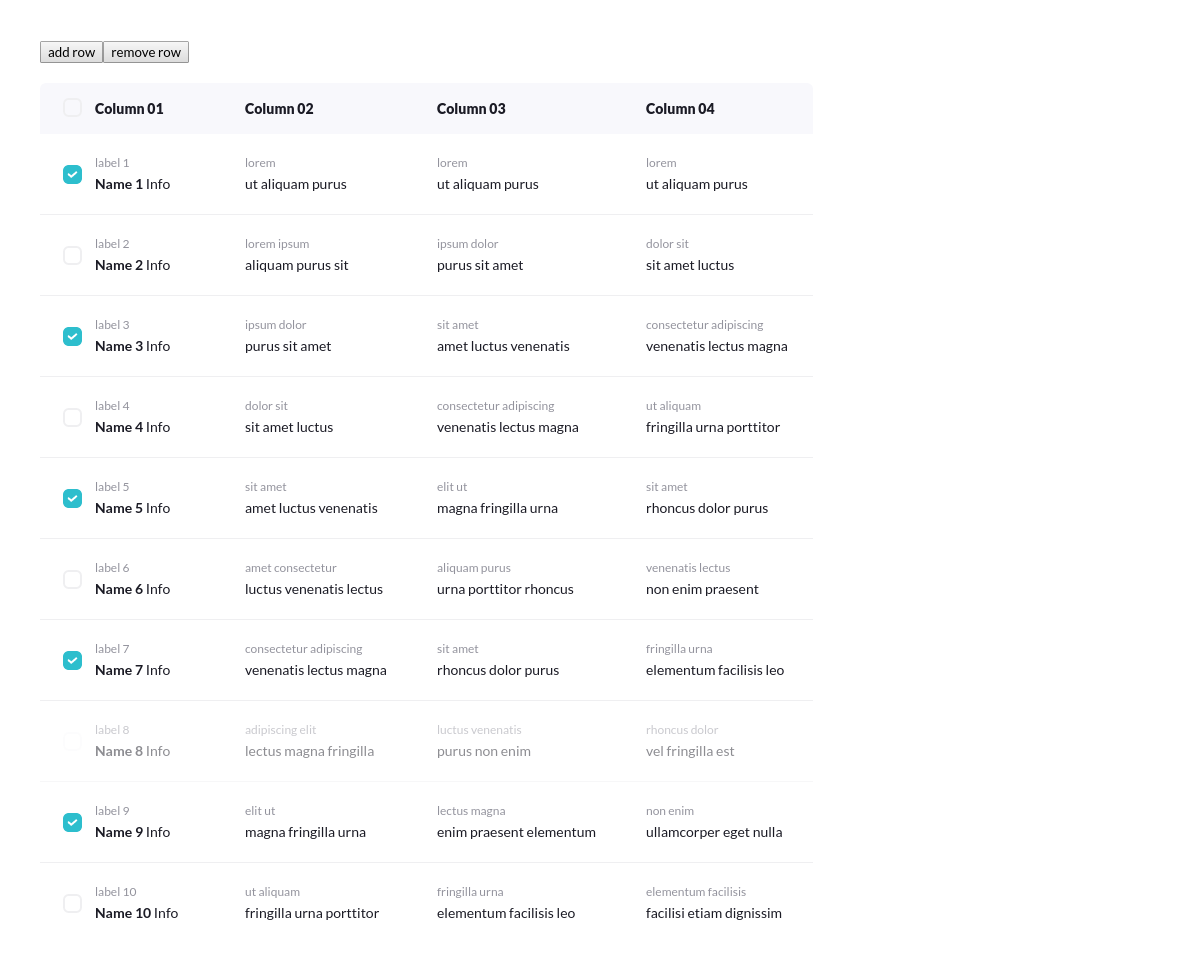 add row remove row
Column 01 Column 02 Column 03 Column 04
label 1 lorem lorem lorem
Name 1 Info ut aliquam purus ut aliquam purus ut aliquam purus
label 2 lorem ipsum ipsum dolor dolor sit
Name 2 Info aliquam purus sit purus sit amet sit amet luctus
label 3 ipsum dolor sit amet consectetur adipiscing
Name 3 Info purus sit amet amet luctus venenatis venenatis lectus magna
label 4 dolor sit consectetur adipiscing ut aliquam
Name 4 Info sit amet luctus venenatis lectus magna fringilla urna porttitor
label 5 sit amet elit ut sit amet
Name 5 Info amet luctus venenatis magna fringilla urna rhoncus dolor purus
label 6 amet consectetur aliquam purus venenatis lectus
Name 6 Info luctus venenatis lectus urna porttitor rhoncus non enim praesent
label 7 consectetur adipiscing sit amet fringilla urna
Name 7 Info venenatis lectus magna rhoncus dolor purus elementum facilisis leo
label 8 adipiscing elit luctus venenatis rhoncus dolor
Name 8 Info lectus magna fringilla purus non enim vel fringilla est
label 9 elit ut lectus magna non enim
Name 9 Info magna fringilla urna enim praesent elementum ullamcorper eget nulla
label 10 ut aliquam fringilla urna elementum facilisis
Name 10 Info fringilla urna porttitor elementum facilisis leo facilisi etiam dignissim